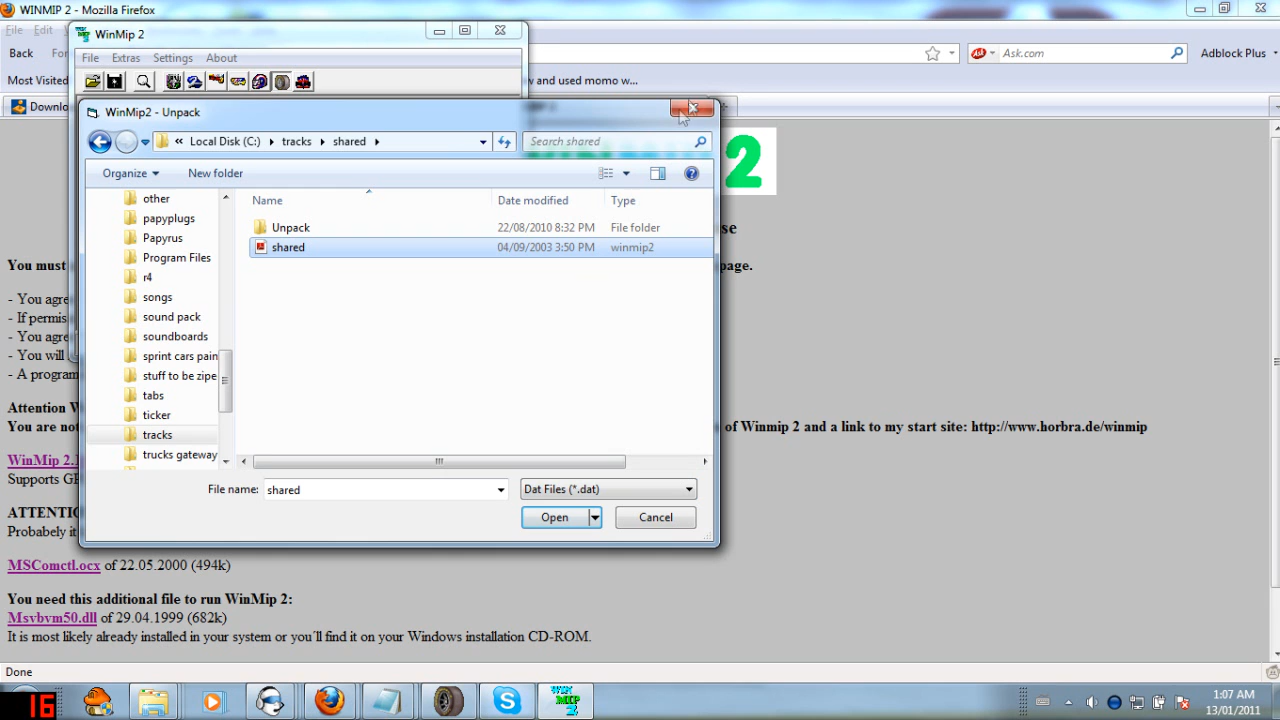 WINMIP 2 - Mozilla Firefox
File Ed
Back For
Ask.com
Adblock Plus
Most Visited
and used momo w...
Downlo
WinMip 2
File Extras Settings About
WinMip2 - Unpack
« Local Disk (C:) tracks shared
Search shared
Organize New folder
Name Date modified Type
Unpack 22/08/2010 8:32 PM File folder
shared 04/09/2003 3:50 PM winmip2
other
papyplugs
Papyrus
Program Files
r4
songs
sound pack
soundboards
sprint cars pain
stuff to be zipe
tabs
ticker
tracks
trucks gateway
File name: shared
Dat Files (*.dat)
Open Cancel
2
se
You must page.
- You agre
- If permis
- You agre
- You will
- A program
Attention W
You are not of Winmip 2 and a link to my start site: http://www.horbra.de/winmip
WinMip 2.
Supports GP
ATTENTIO
Probabely it
MSComctl.ocx of 22.05.2000 (494k)
You need this additional file to run WinMip 2:
Msvbvm50.dll of 29.04.1999 (682k)
It is most likely already installed in your system or you´ll find it on your Windows installation CD-ROM.
Done
16
WIN
MIP
2
1:07 AM
13/01/2011